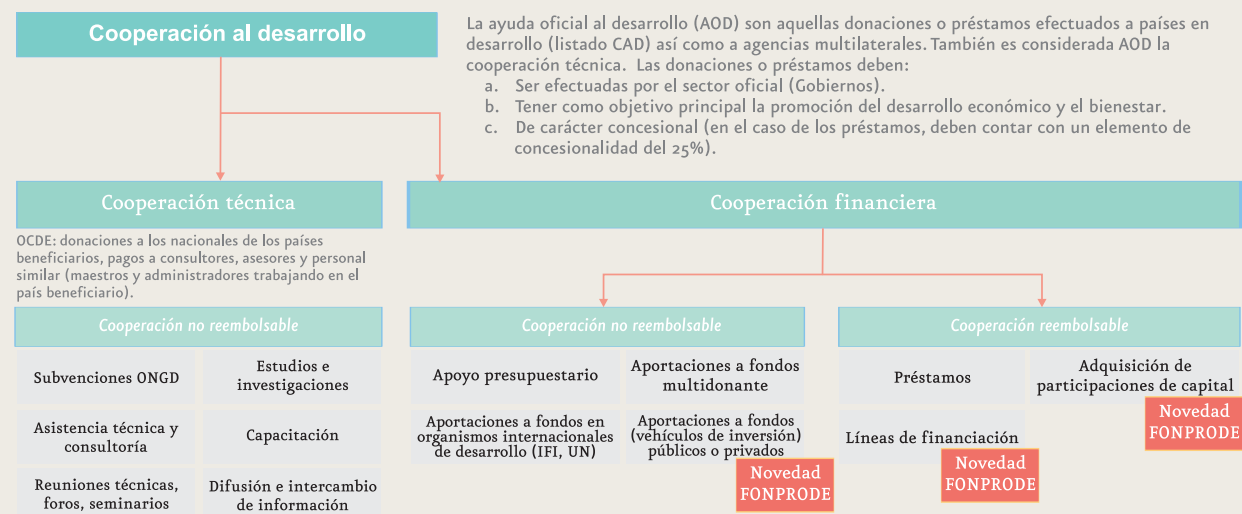 Cooperación al desarrollo
La ayuda oficial al desarrollo (AOD) son aquellas donaciones o préstamos efectuados a países en
desarrollo (listado CAD) así como a agencias multilaterales. También es considerada AOD la
cooperación técnica. Las donaciones o préstamos deben:
a. Ser efectuadas por el sector oficial (Gobiernos).
b. Tener como objetivo principal la promoción del desarrollo económico y el bienestar.
c. De carácter concesional (en el caso de los préstamos, deben contar con un elemento de
concesionalidad del 25%).
Cooperación técnica
OCDE: donaciones a los nacionales de los países
beneficiarios, pagos a consultores, asesores y personal
similar (maestros y administradores trabajando en el
país beneficiario).
Cooperación no reembolsable
Subvenciones ONGD
Estudios e
investigaciones
Asistencia técnica y
consultoría
Capacitación
Reuniones técnicas,
foros, seminarios
Difusión e intercambio
de información
Cooperación financiera
Cooperación no reembolsable
Apoyo presupuestario
Aportaciones a fondos
multidonante
Aportaciones a fondos en
organismos internacionales
de desarrollo (IFI, UN)
Aportaciones a fondos
(vehículos de inversión)
públicos o privados
Novedad
FONPRODE
Cooperación reembolsable
Préstamos
Adquisición de
participaciones de capital
Novedad
FONPRODE
Líneas de financiación
Novedad
FONPRODE